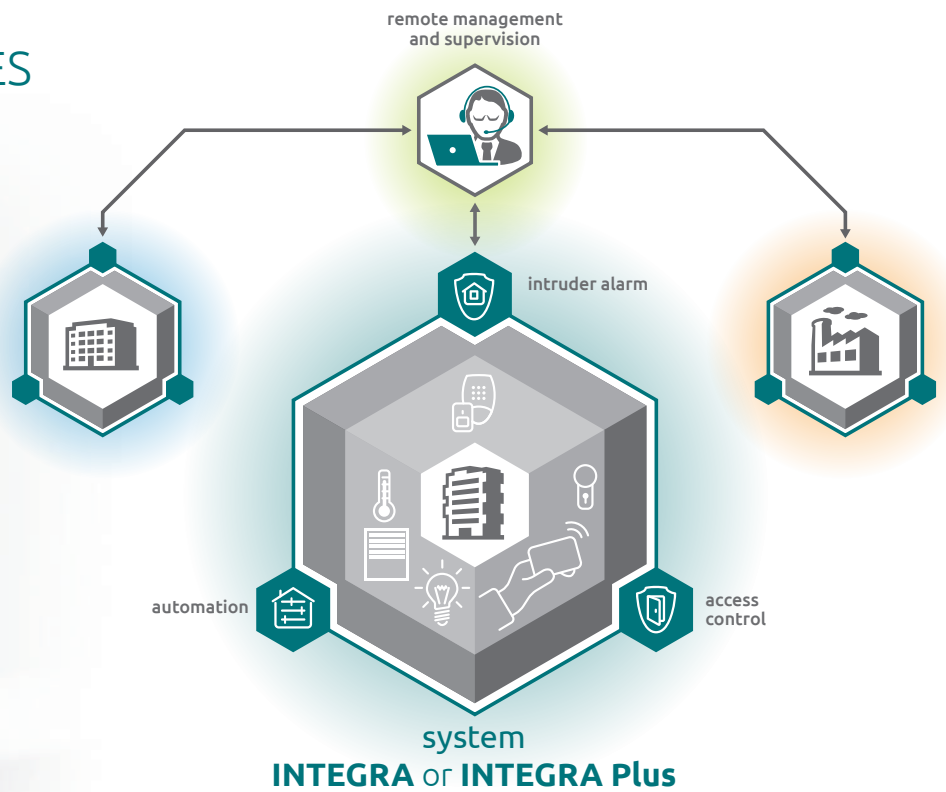 remote management
and supervision
ES
intruder alarm
automation
access
control
system
INTEGRA or INTEGRA Plus